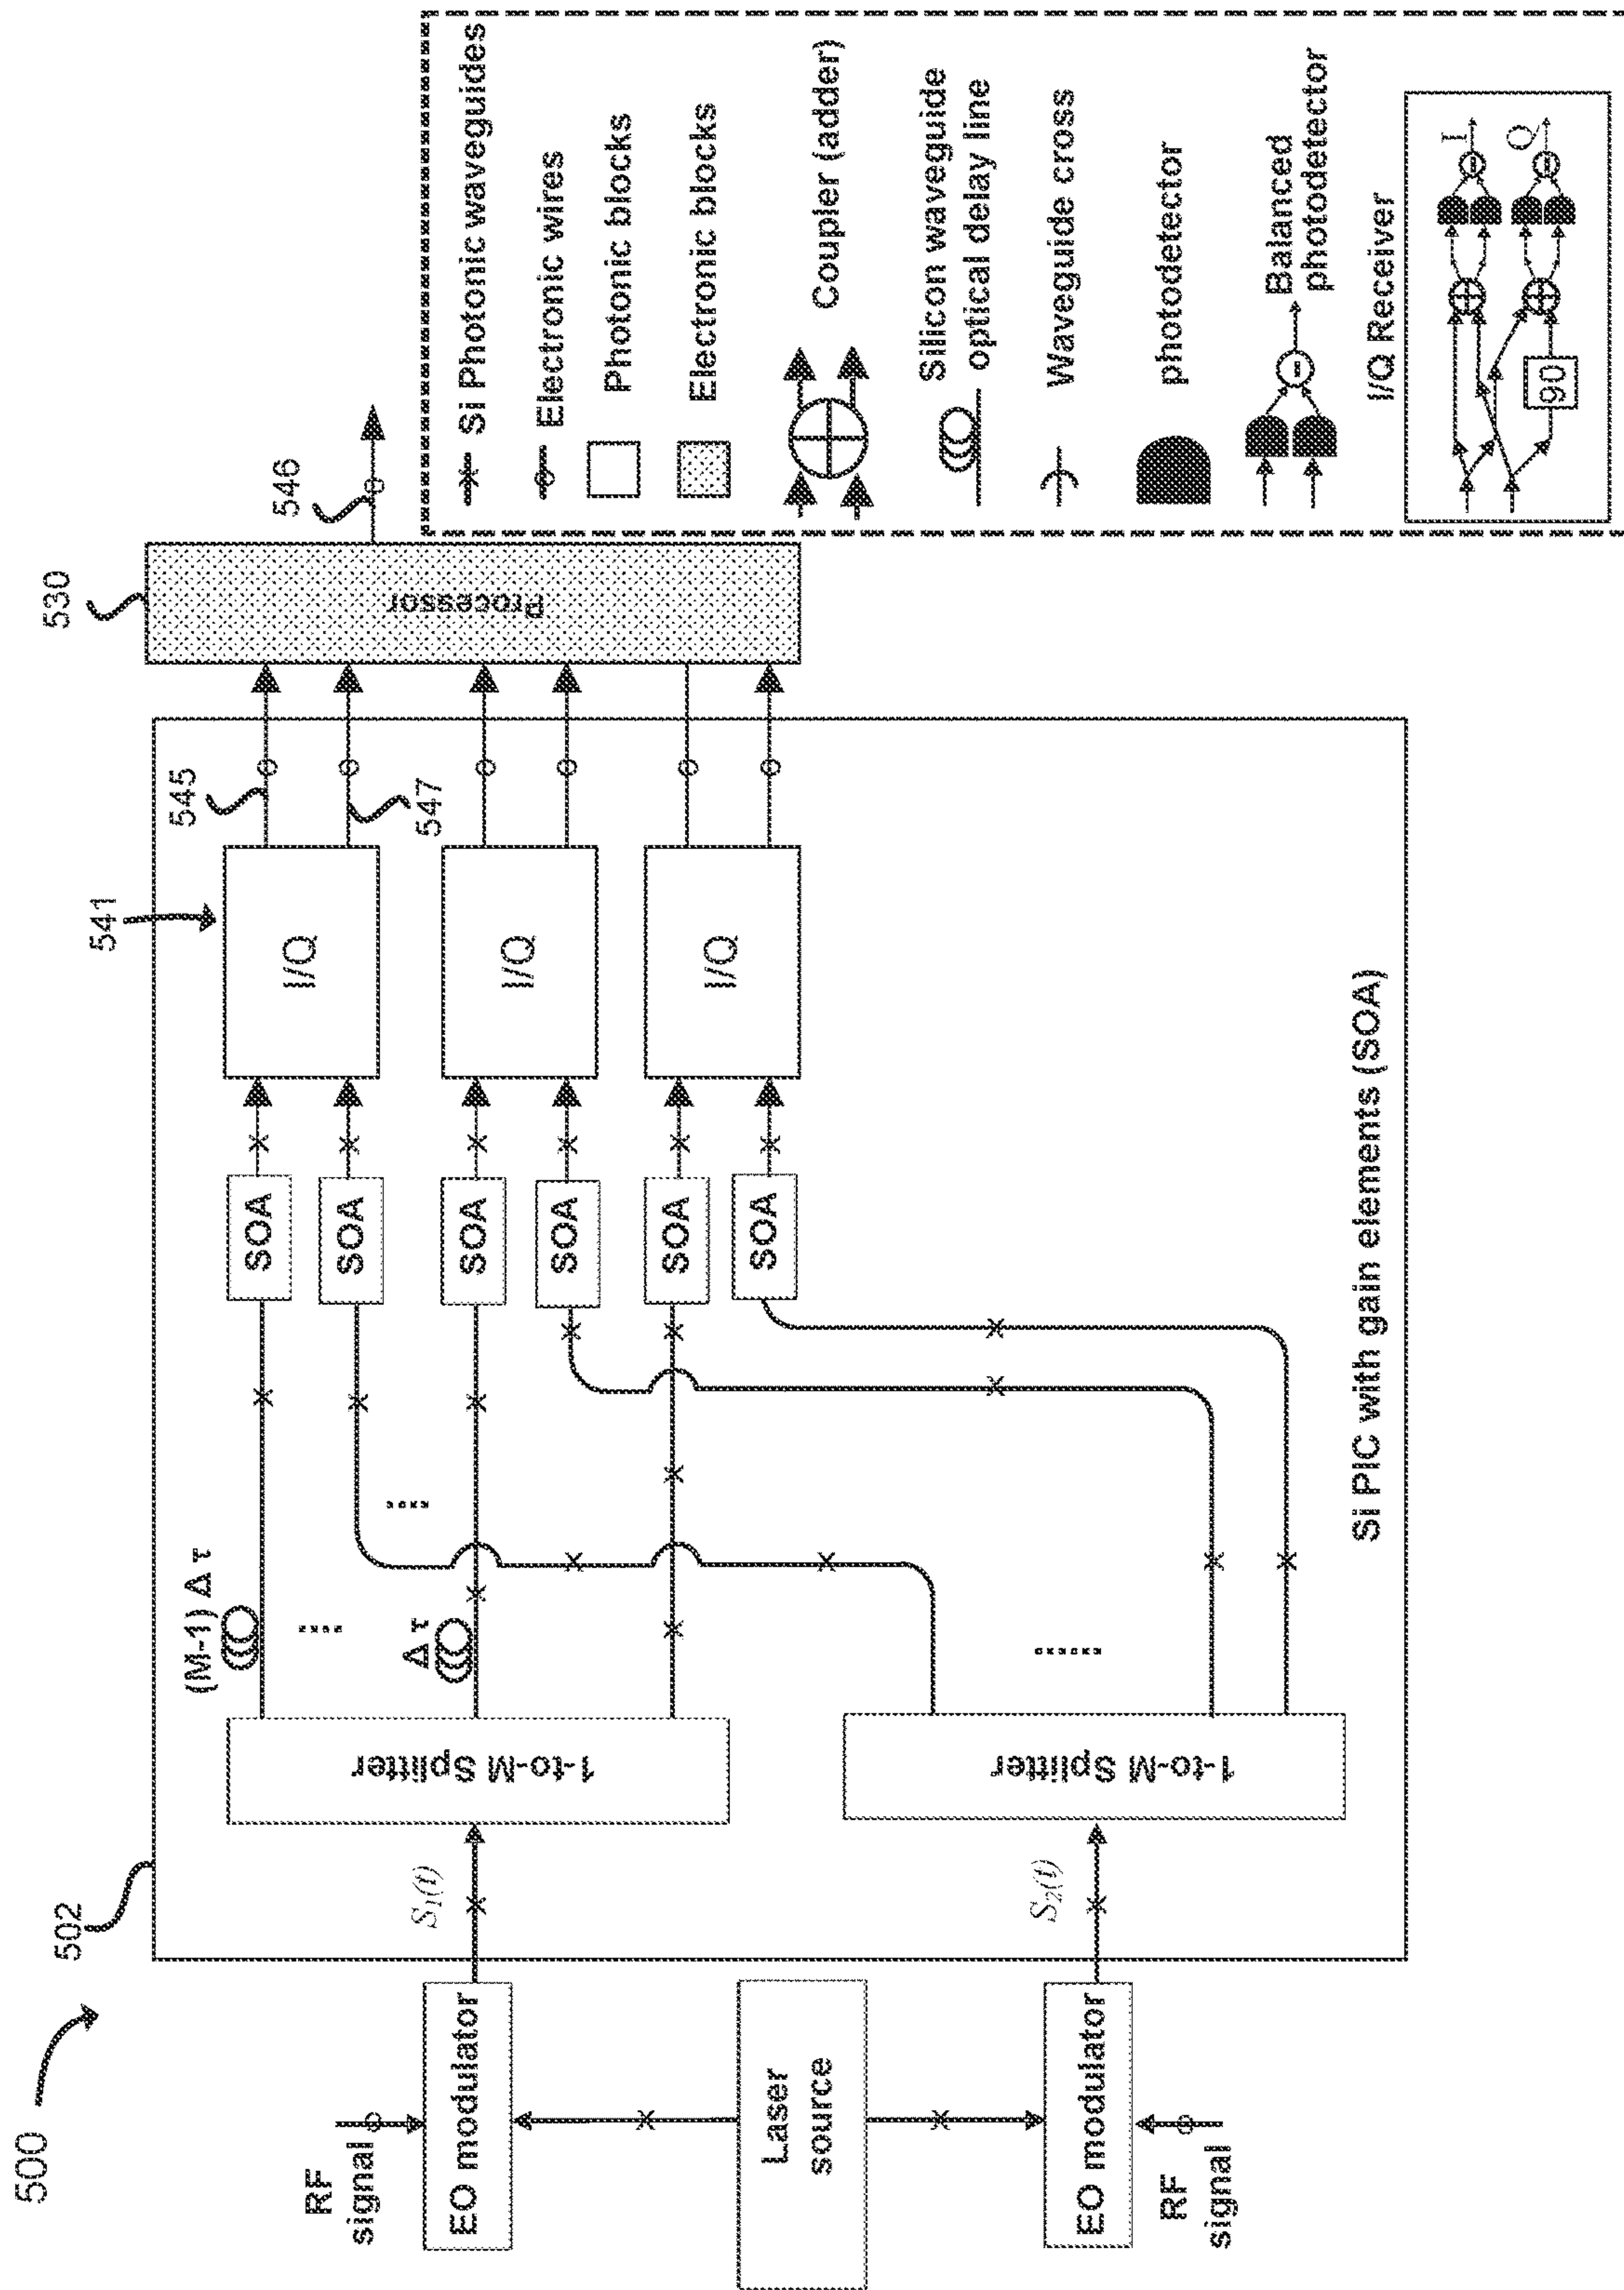 500
502
RF
signal
EO modulator
Laser
source
EO modulator
RF
signal
S1(t)
S2(t)
1-to-M Splitter
1-to-M Splitter
(M-1) Δ τ
....
Δ τ
....
......
SOA
SOA
SOA
SOA
SOA
SOA
541
I/Q
I/Q
I/Q
545
547
Si PIC with gain elements (SOA)
530
Processor
546
Si Photonic waveguides
Electronic wires
Photonic blocks
Electronic blocks
Coupler (adder)
Silicon waveguide
optical delay line
Waveguide cross
photodetector
Balanced
photodetector
I/Q Receiver
90
I
Q